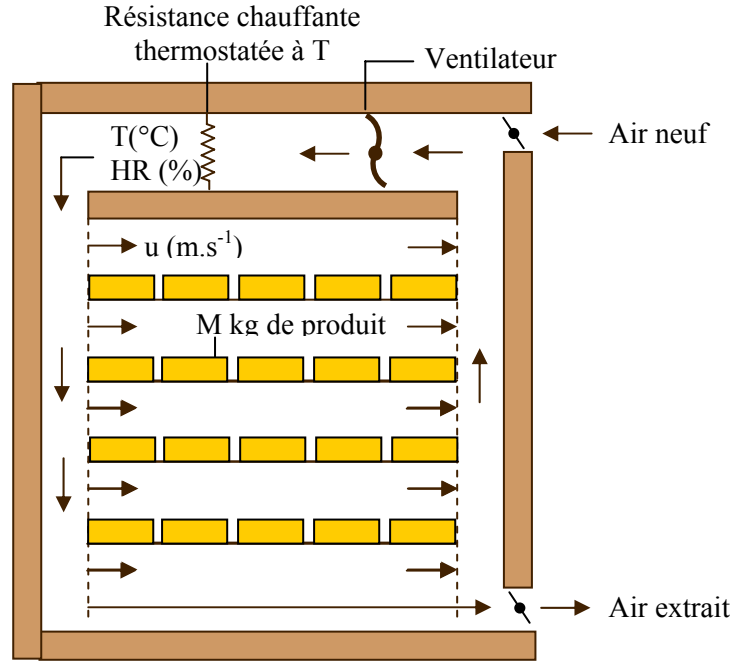 Résistance chauffante
thermostatée à T
Ventilateur
Air neuf
T(°C)
HR (%)
u (m.s⁻¹)
M kg de produit
Air extrait